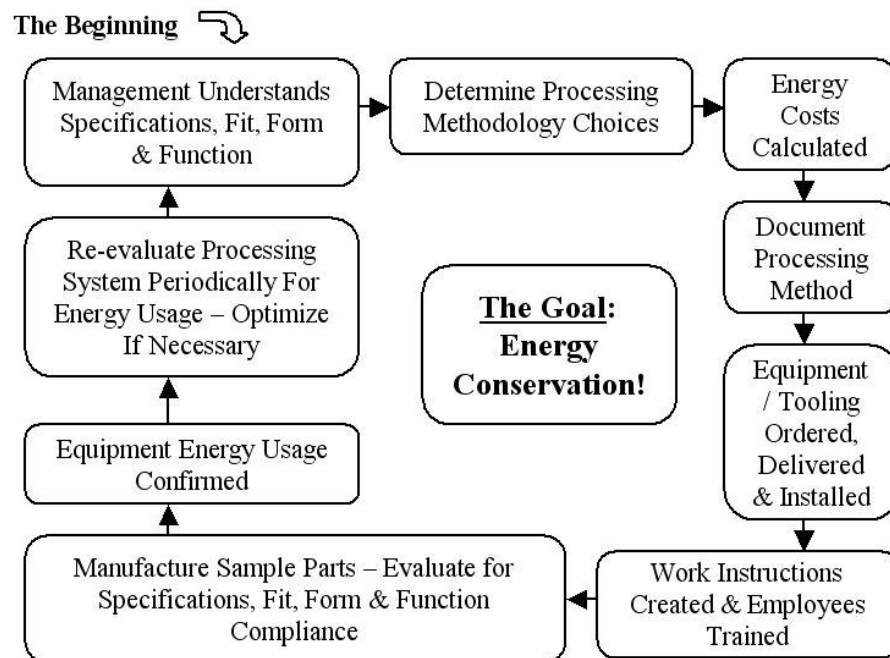 The Beginning
Management Understands
Specifications, Fit, Form
& Function
Determine Processing
Methodology Choices
Energy
Costs
Calculated
Document
Processing
Method
Equipment
/ Tooling
Ordered,
Delivered
& Installed
Work Instructions
Created & Employees
Trained
Manufacture Sample Parts – Evaluate for
Specifications, Fit, Form & Function
Compliance
Equipment Energy Usage
Confirmed
Re-evaluate Processing
System Periodically For
Energy Usage – Optimize
If Necessary
The Goal:
Energy
Conservation!